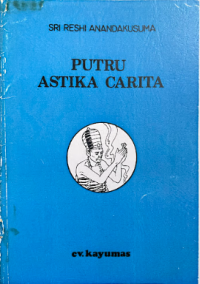 SRI RESHI ANANDAKUSUMA
PUTRU
ASTIKA CARITA
cv.kayumas